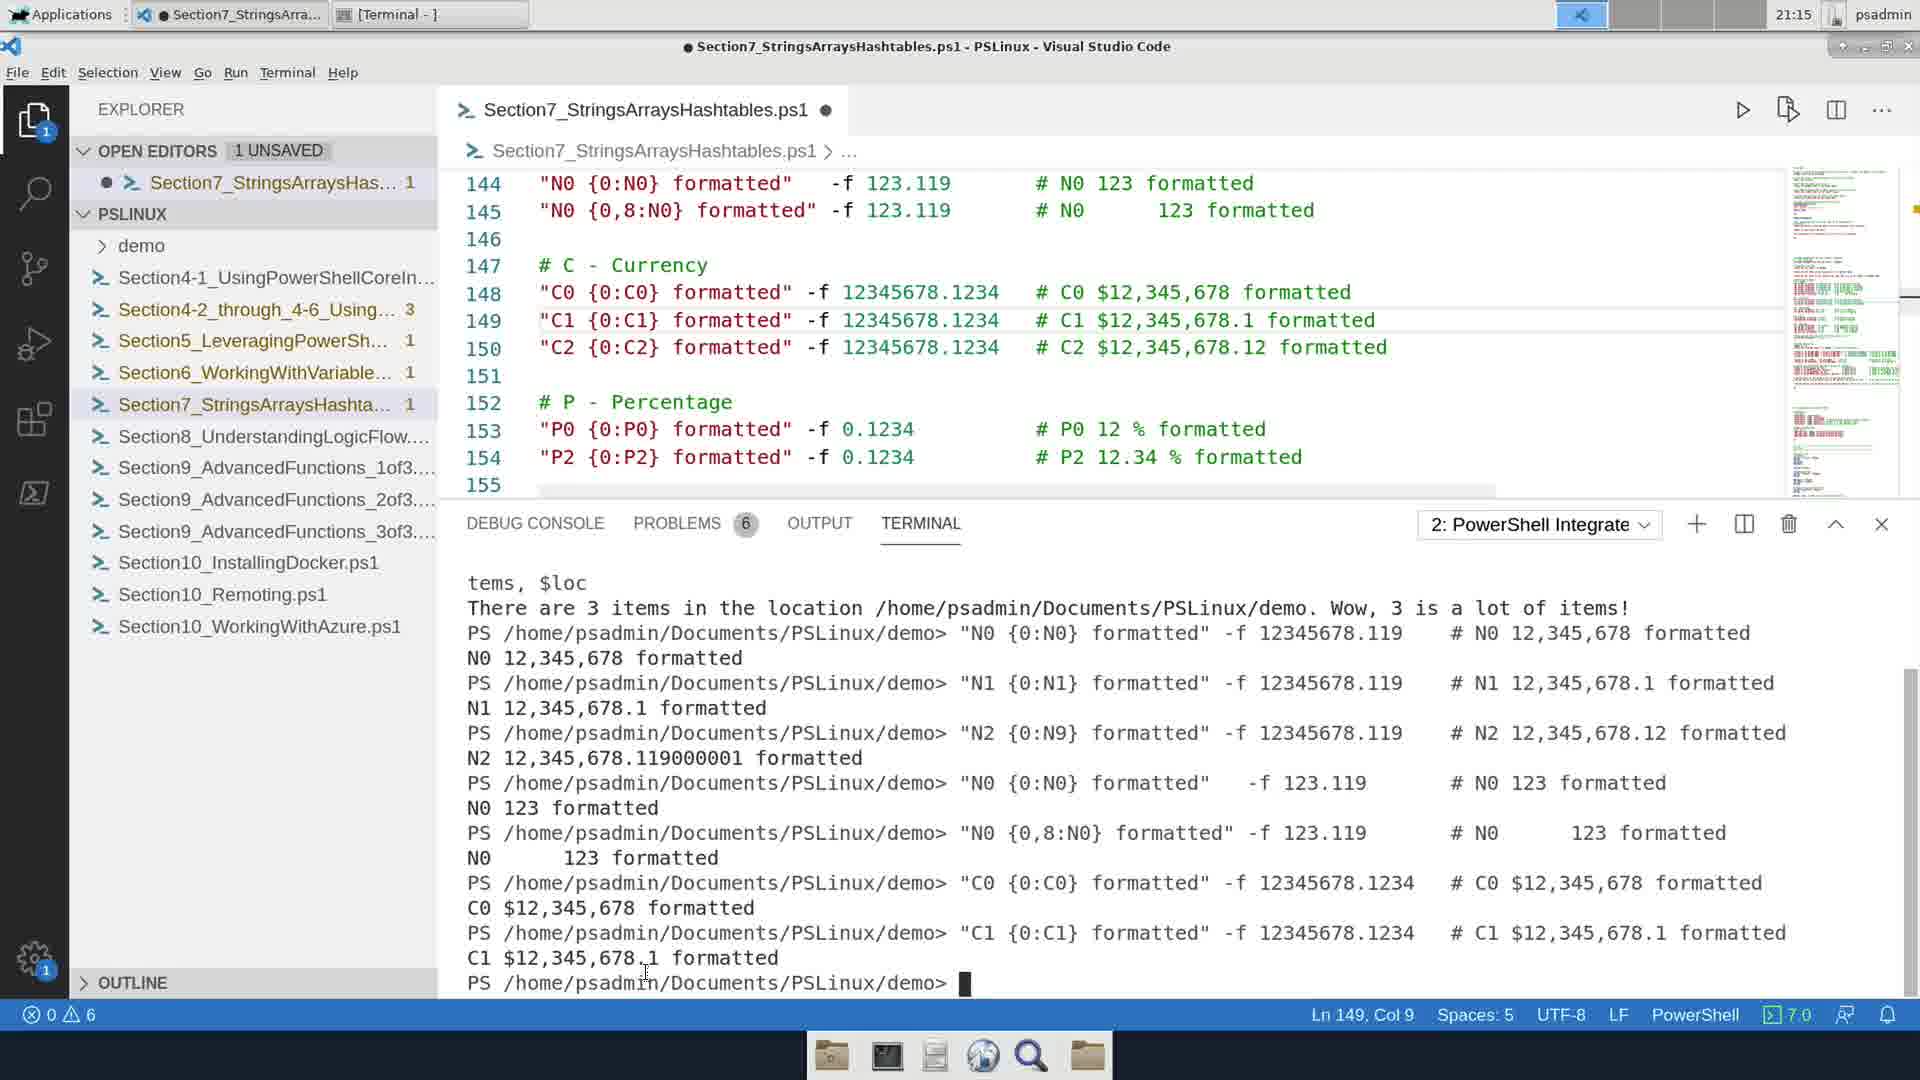 Applications
● Section7_StringsArra...
[Terminal - ]
21:15
psadmin
● Section7_StringsArraysHashtables.ps1 - PSLinux - Visual Studio Code
File Edit Selection View Go Run Terminal Help
EXPLORER
OPEN EDITORS 1 UNSAVED
● Section7_StringsArraysHas... 1
PSLINUX
demo
Section4-1_UsingPowerShellCoreIn...
Section4-2_through_4-6_Using... 3
Section5_LeveragingPowerSh... 1
Section6_WorkingWithVariable... 1
Section7_StringsArraysHashta... 1
Section8_UnderstandingLogicFlow....
Section9_AdvancedFunctions_1of3....
Section9_AdvancedFunctions_2of3....
Section9_AdvancedFunctions_3of3....
Section10_InstallingDocker.ps1
Section10_Remoting.ps1
Section10_WorkingWithAzure.ps1
OUTLINE
1
1
Section7_StringsArraysHashtables.ps1 ●
Section7_StringsArraysHashtables.ps1 > ...
144 "N0 {0:N0} formatted"   -f 123.119       # N0 123 formatted
145 "N0 {0,8:N0} formatted" -f 123.119       # N0      123 formatted
146
147 # C - Currency
148 "C0 {0:C0} formatted" -f 12345678.1234   # C0 $12,345,678 formatted
149 "C1 {0:C1} formatted" -f 12345678.1234   # C1 $12,345,678.1 formatted
150 "C2 {0:C2} formatted" -f 12345678.1234   # C2 $12,345,678.12 formatted
151
152 # P - Percentage
153 "P0 {0:P0} formatted" -f 0.1234          # P0 12 % formatted
154 "P2 {0:P2} formatted" -f 0.1234          # P2 12.34 % formatted
155
DEBUG CONSOLE PROBLEMS 6 OUTPUT TERMINAL
2: PowerShell Integrate
tems, $loc
There are 3 items in the location /home/psadmin/Documents/PSLinux/demo. Wow, 3 is a lot of items!
PS /home/psadmin/Documents/PSLinux/demo> "N0 {0:N0} formatted" -f 12345678.119    # N0 12,345,678 formatted
N0 12,345,678 formatted
PS /home/psadmin/Documents/PSLinux/demo> "N1 {0:N1} formatted" -f 12345678.119    # N1 12,345,678.1 formatted
N1 12,345,678.1 formatted
PS /home/psadmin/Documents/PSLinux/demo> "N2 {0:N9} formatted" -f 12345678.119    # N2 12,345,678.12 formatted
N2 12,345,678.119000001 formatted
PS /home/psadmin/Documents/PSLinux/demo> "N0 {0:N0} formatted"   -f 123.119       # N0 123 formatted
N0 123 formatted
PS /home/psadmin/Documents/PSLinux/demo> "N0 {0,8:N0} formatted" -f 123.119       # N0      123 formatted
N0      123 formatted
PS /home/psadmin/Documents/PSLinux/demo> "C0 {0:C0} formatted" -f 12345678.1234   # C0 $12,345,678 formatted
C0 $12,345,678 formatted
PS /home/psadmin/Documents/PSLinux/demo> "C1 {0:C1} formatted" -f 12345678.1234   # C1 $12,345,678.1 formatted
C1 $12,345,678.1 formatted
PS /home/psadmin/Documents/PSLinux/demo>
0 6
Ln 149, Col 9 Spaces: 5 UTF-8 LF PowerShell 7.0